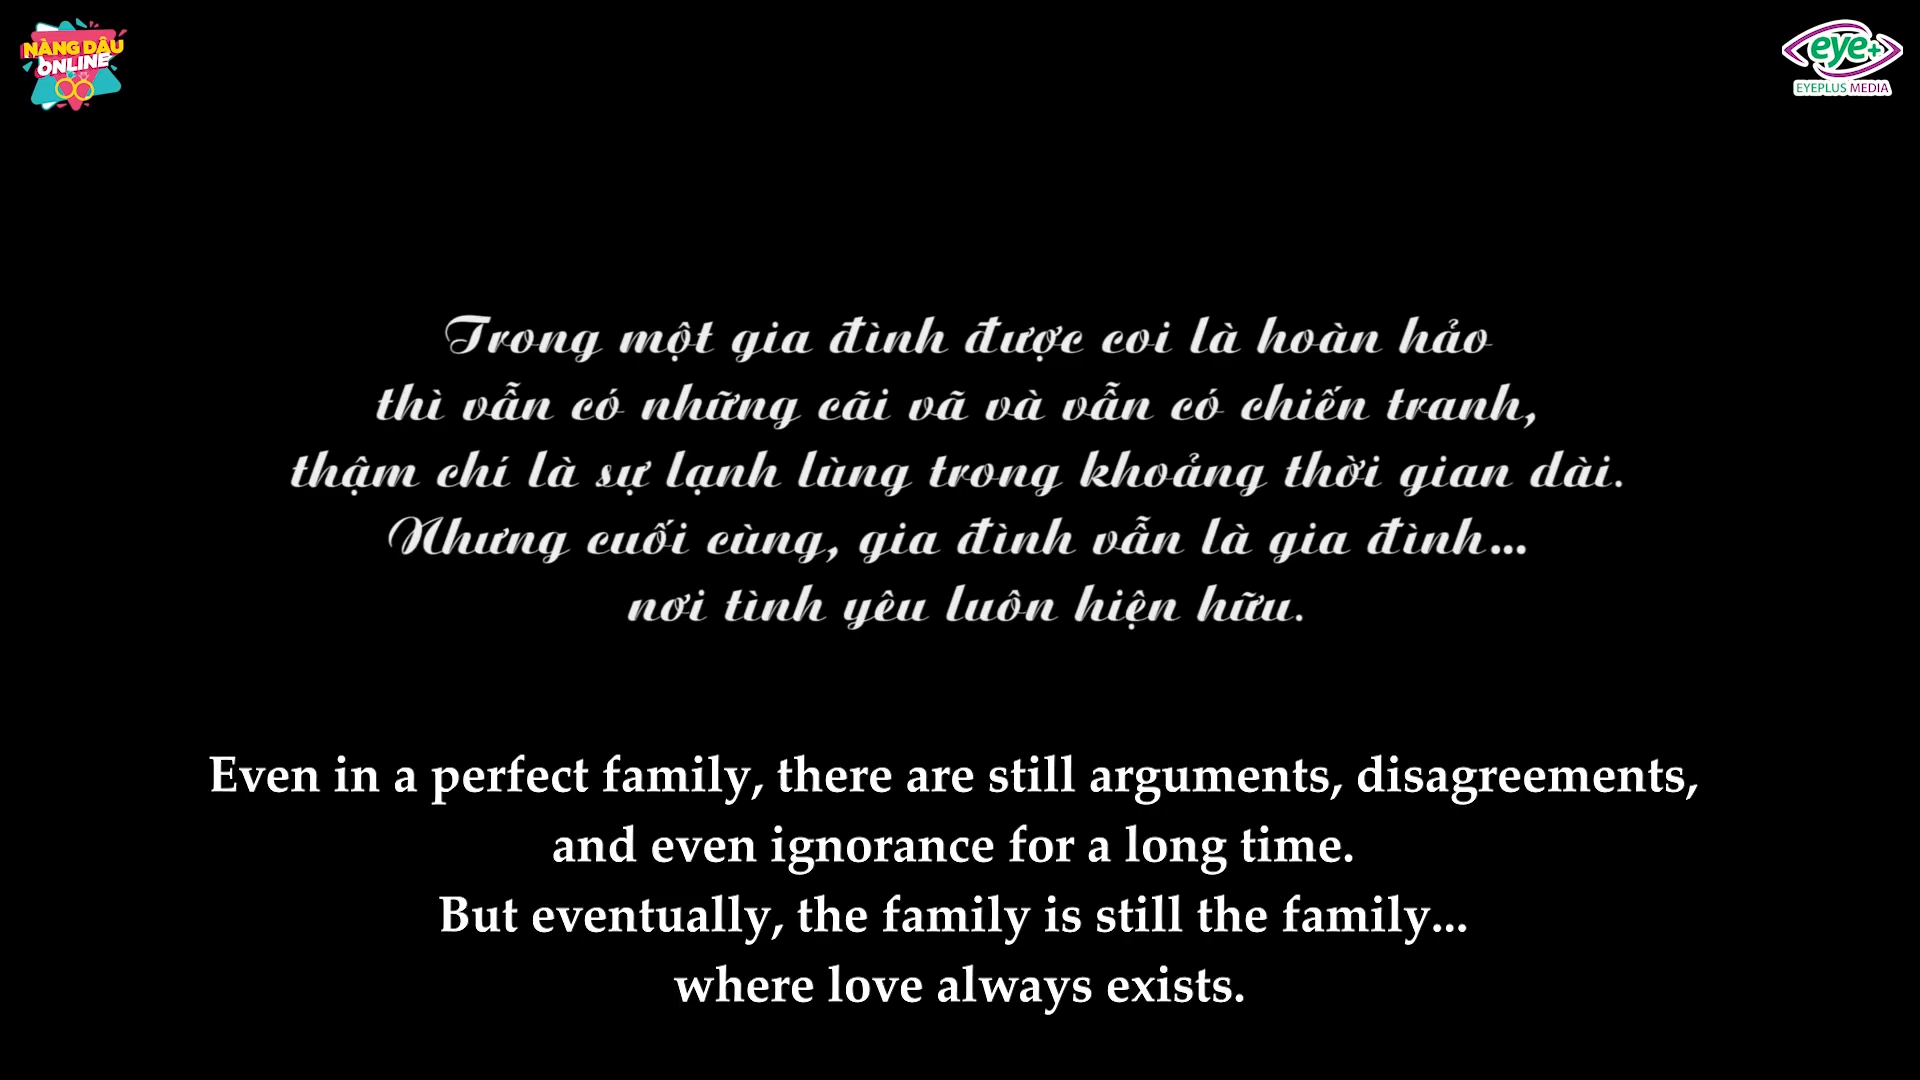 NÀNG DÂU
ONLINE
eye+
EYEPLUS MEDIA
Trong một gia đình được coi là hoàn hảo
thì vẫn có những cãi vã và vẫn có chiến tranh,
thậm chí là sự lạnh lùng trong khoảng thời gian dài.
Nhưng cuối cùng, gia đình vẫn là gia đình...
nơi tình yêu luôn hiện hữu.
Even in a perfect family, there are still arguments, disagreements,
and even ignorance for a long time.
But eventually, the family is still the family...
where love always exists.